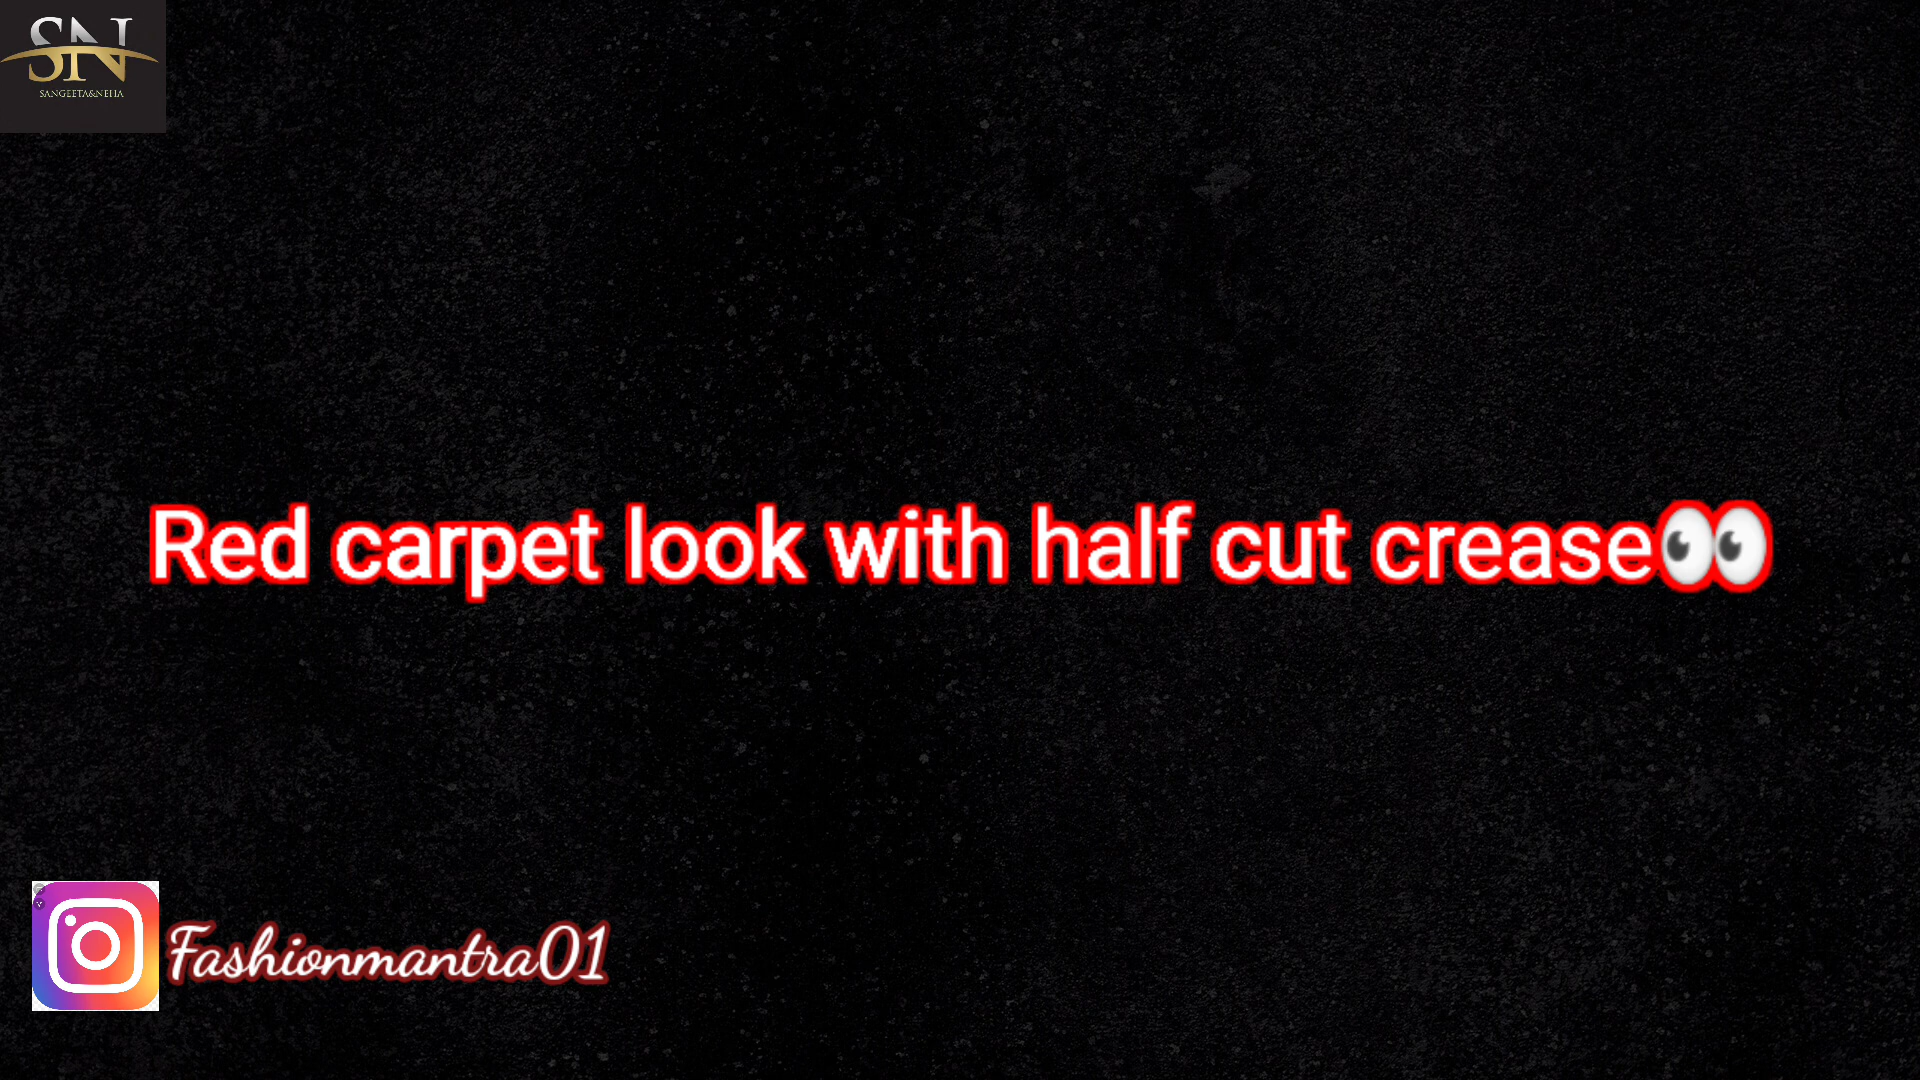 SN
SANGEETA&NEHA
Red carpet look with half cut crease👀
Fashionmantra01